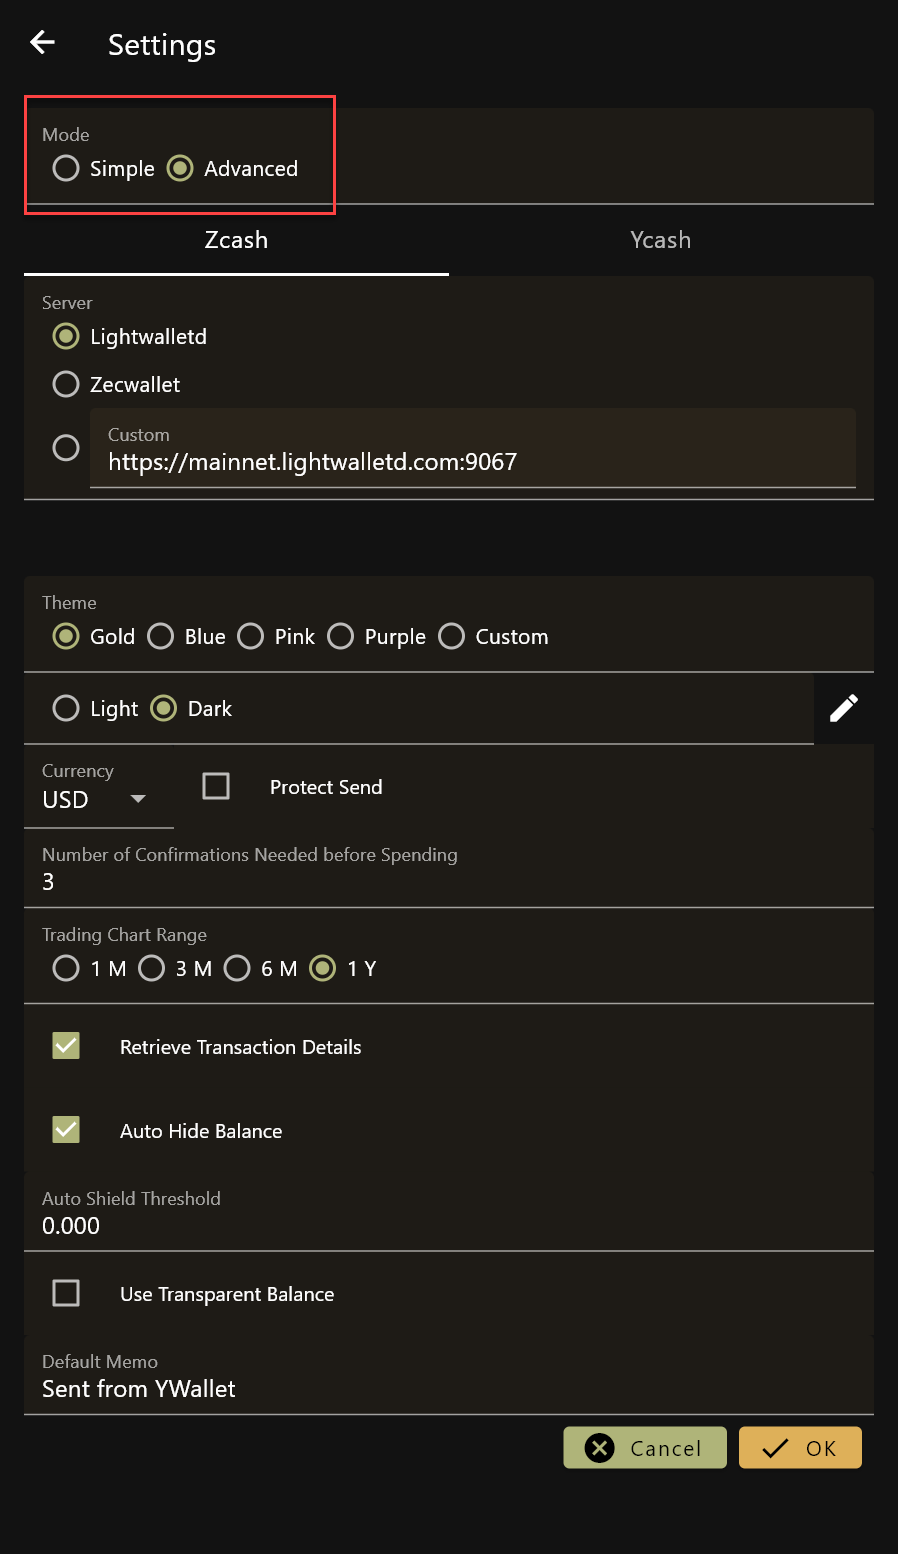 Settings
Mode
Simple Advanced
Zcash Ycash
Server
Lightwalletd
Zecwallet
Custom
https://mainnet.lightwalletd.com:9067
Theme
Gold Blue Pink Purple Custom
Light Dark
Currency
USD Protect Send
Number of Confirmations Needed before Spending
3
Trading Chart Range
1 M 3 M 6 M 1 Y
Retrieve Transaction Details
Auto Hide Balance
Auto Shield Threshold
0.000
Use Transparent Balance
Default Memo
Sent from YWallet
Cancel OK